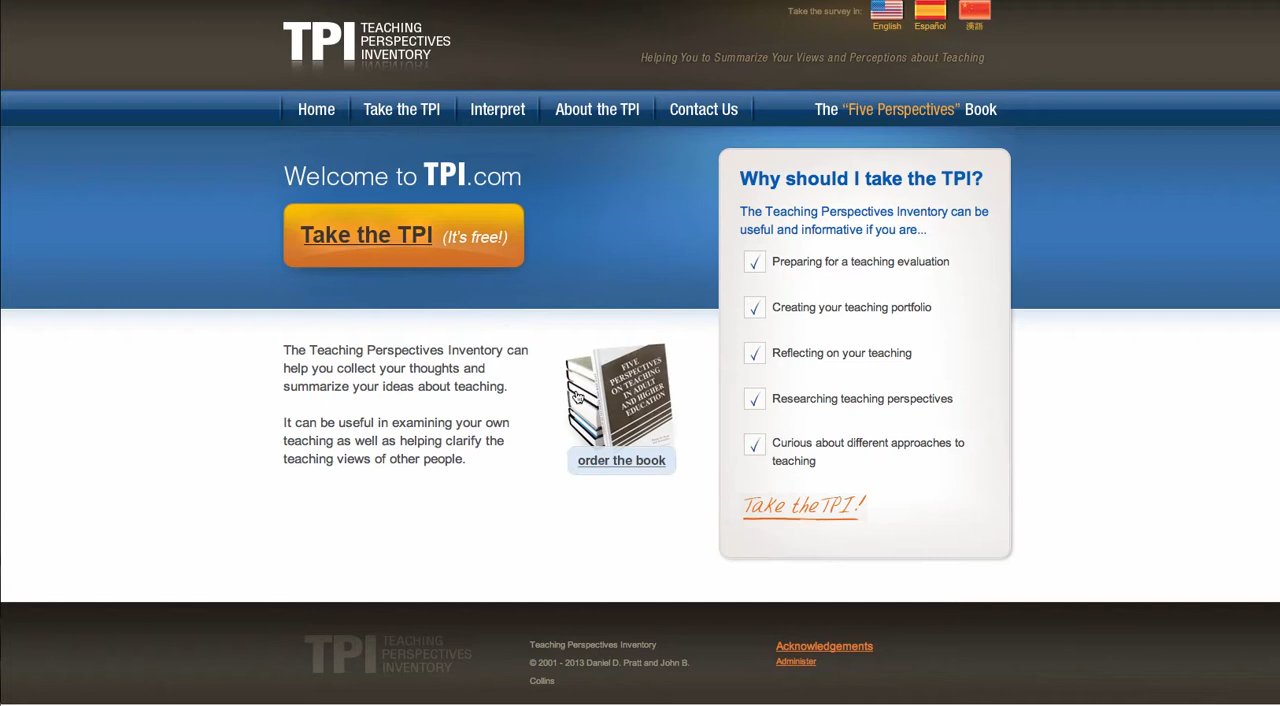 TPI TEACHING
PERSPECTIVES
INVENTORY
Take the survey in:
English
Español
漢語
Helping You to Summarize Your Views and Perceptions about Teaching
Home
Take the TPI
Interpret
About the TPI
Contact Us
The “Five Perspectives” Book
Welcome to TPI.com
Take the TPI (It's free!)
The Teaching Perspectives Inventory can
help you collect your thoughts and
summarize your ideas about teaching.
It can be useful in examining your own
teaching as well as helping clarify the
teaching views of other people.
FIVE
PERSPECTIVES
ON TEACHING
IN ADULT
AND HIGHER
EDUCATION
order the book
Why should I take the TPI?
The Teaching Perspectives Inventory can be
useful and informative if you are...
Preparing for a teaching evaluation
Creating your teaching portfolio
Reflecting on your teaching
Researching teaching perspectives
Curious about different approaches to
teaching
Take the TPI!
TPI TEACHING
PERSPECTIVES
INVENTORY
Teaching Perspectives Inventory
© 2001 - 2013 Daniel D. Pratt and John B.
Collins
Acknowledgements
Administer